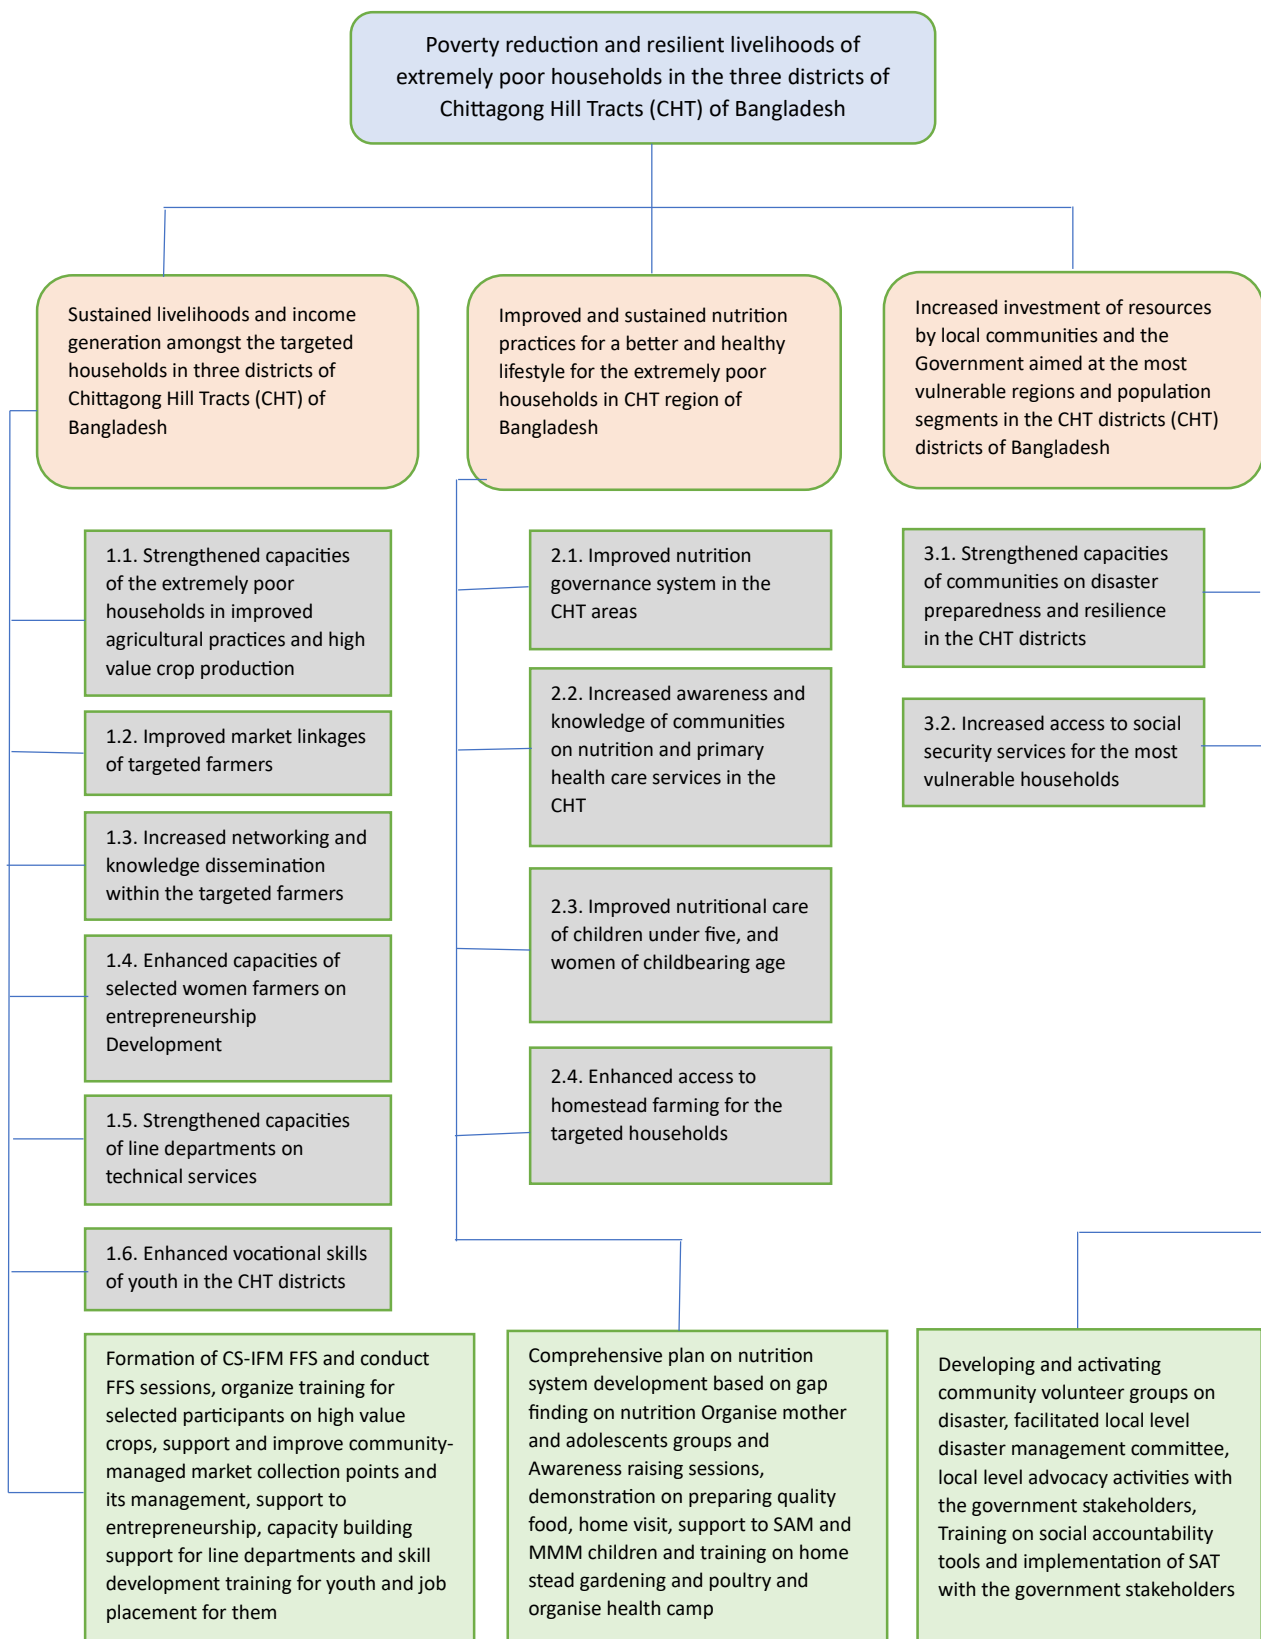 Poverty reduction and resilient livelihoods of
extremely poor households in the three districts of
Chittagong Hill Tracts (CHT) of Bangladesh
Sustained livelihoods and income
generation amongst the targeted
households in three districts of
Chittagong Hill Tracts (CHT) of
Bangladesh
Improved and sustained nutrition
practices for a better and healthy
lifestyle for the extremely poor
households in CHT region of
Bangladesh
Increased investment of resources
by local communities and the
Government aimed at the most
vulnerable regions and population
segments in the CHT districts (CHT)
districts of Bangladesh
1.1. Strengthened capacities
of the extremely poor
households in improved
agricultural practices and high
value crop production
1.2. Improved market linkages
of targeted farmers
1.3. Increased networking and
knowledge dissemination
within the targeted farmers
1.4. Enhanced capacities of
selected women farmers on
entrepreneurship
Development
1.5. Strengthened capacities
of line departments on
technical services
1.6. Enhanced vocational skills
of youth in the CHT districts
2.1. Improved nutrition
governance system in the
CHT areas
2.2. Increased awareness and
knowledge of communities
on nutrition and primary
health care services in the
CHT
2.3. Improved nutritional care
of children under five, and
women of childbearing age
2.4. Enhanced access to
homestead farming for the
targeted households
3.1. Strengthened capacities
of communities on disaster
preparedness and resilience
in the CHT districts
3.2. Increased access to social
security services for the most
vulnerable households
Formation of CS-IFM FFS and conduct
FFS sessions, organize training for
selected participants on high value
crops, support and improve community-
managed market collection points and
its management, support to
entrepreneurship, capacity building
support for line departments and skill
development training for youth and job
placement for them
Comprehensive plan on nutrition
system development based on gap
finding on nutrition Organise mother
and adolescents groups and
Awareness raising sessions,
demonstration on preparing quality
food, home visit, support to SAM and
MMM children and training on home
stead gardening and poultry and
organise health camp
Developing and activating
community volunteer groups on
disaster, facilitated local level
disaster management committee,
local level advocacy activities with
the government stakeholders,
Training on social accountability
tools and implementation of SAT
with the government stakeholders